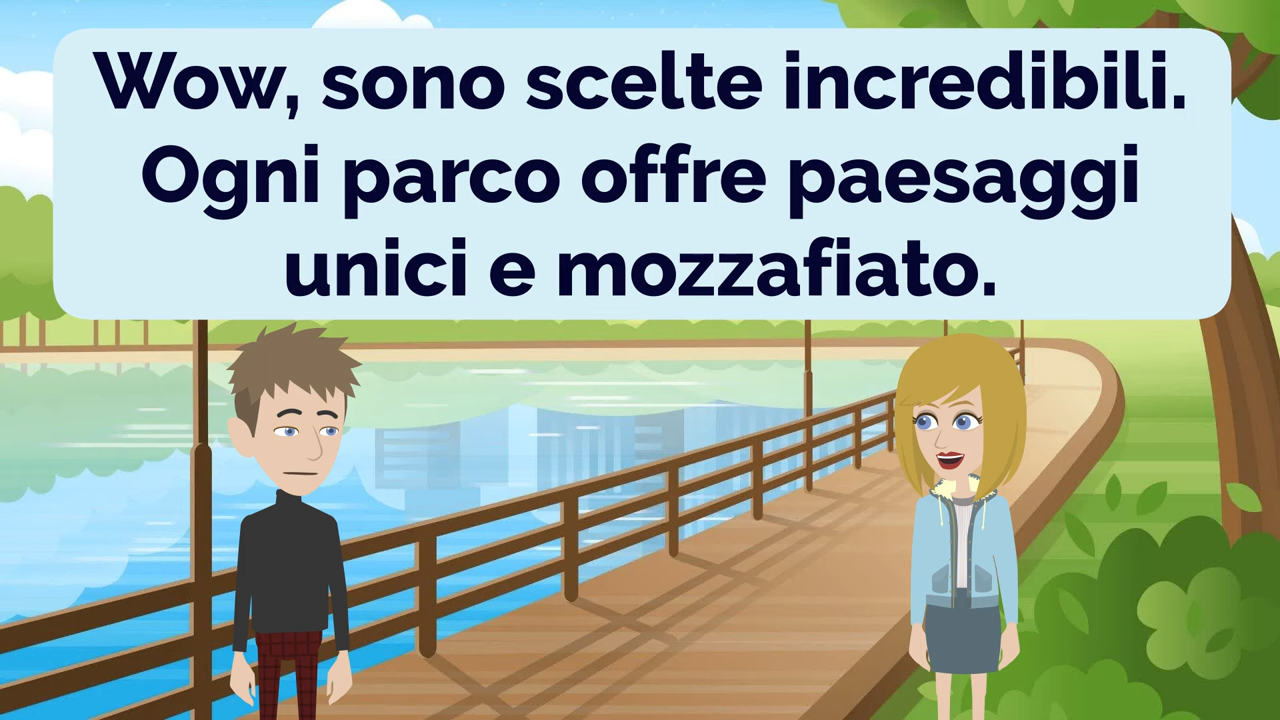 Wow, sono scelte incredibili.
Ogni parco offre paesaggi
unici e mozzafiato.